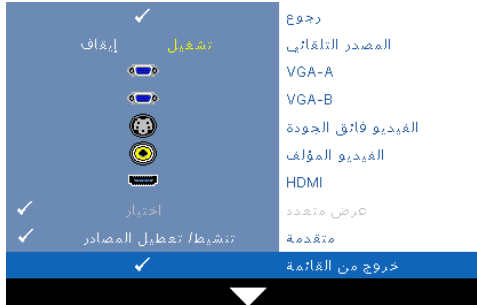 رجوع
المصدر التلقائي تشغيل إيقاف
VGA-A
VGA-B
الفيديو فائق الجودة
الفيديو المؤلف
HDMI
عرض متعدد اختيار
متقدمة تنشيط/ تعطيل المصادر
خروج من القائمة